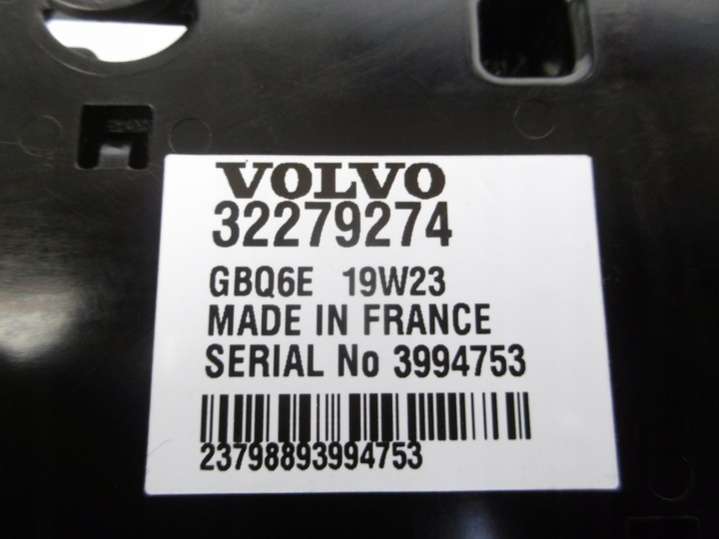 VOLVO
32279274
GBQ6E 19W23
MADE IN FRANCE
SERIAL No 3994753
23798893994753